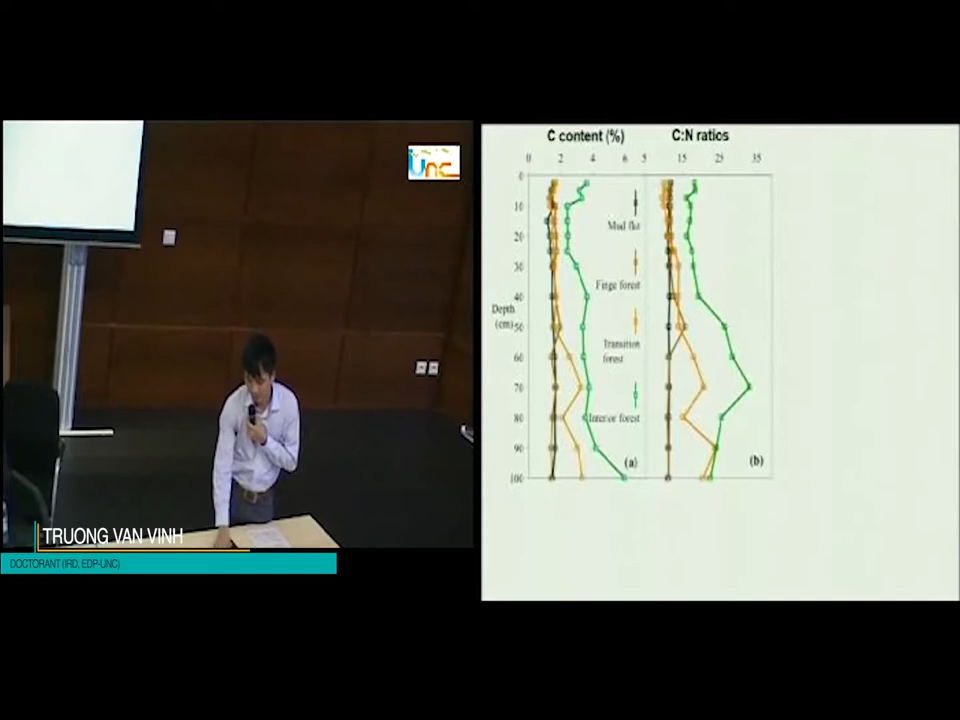 Unc
TRUONG VAN VINH
DOCTORANT (IRD, EDP-UNC)
C content (%)
C:N ratios
0 2 4 6 5 15 25 35
0
10
20
30
40
50
60
70
80
90
100
Depth
(cm)
Mud flat
Firge forest
Transition
forest
Interior forest
(a)
(b)